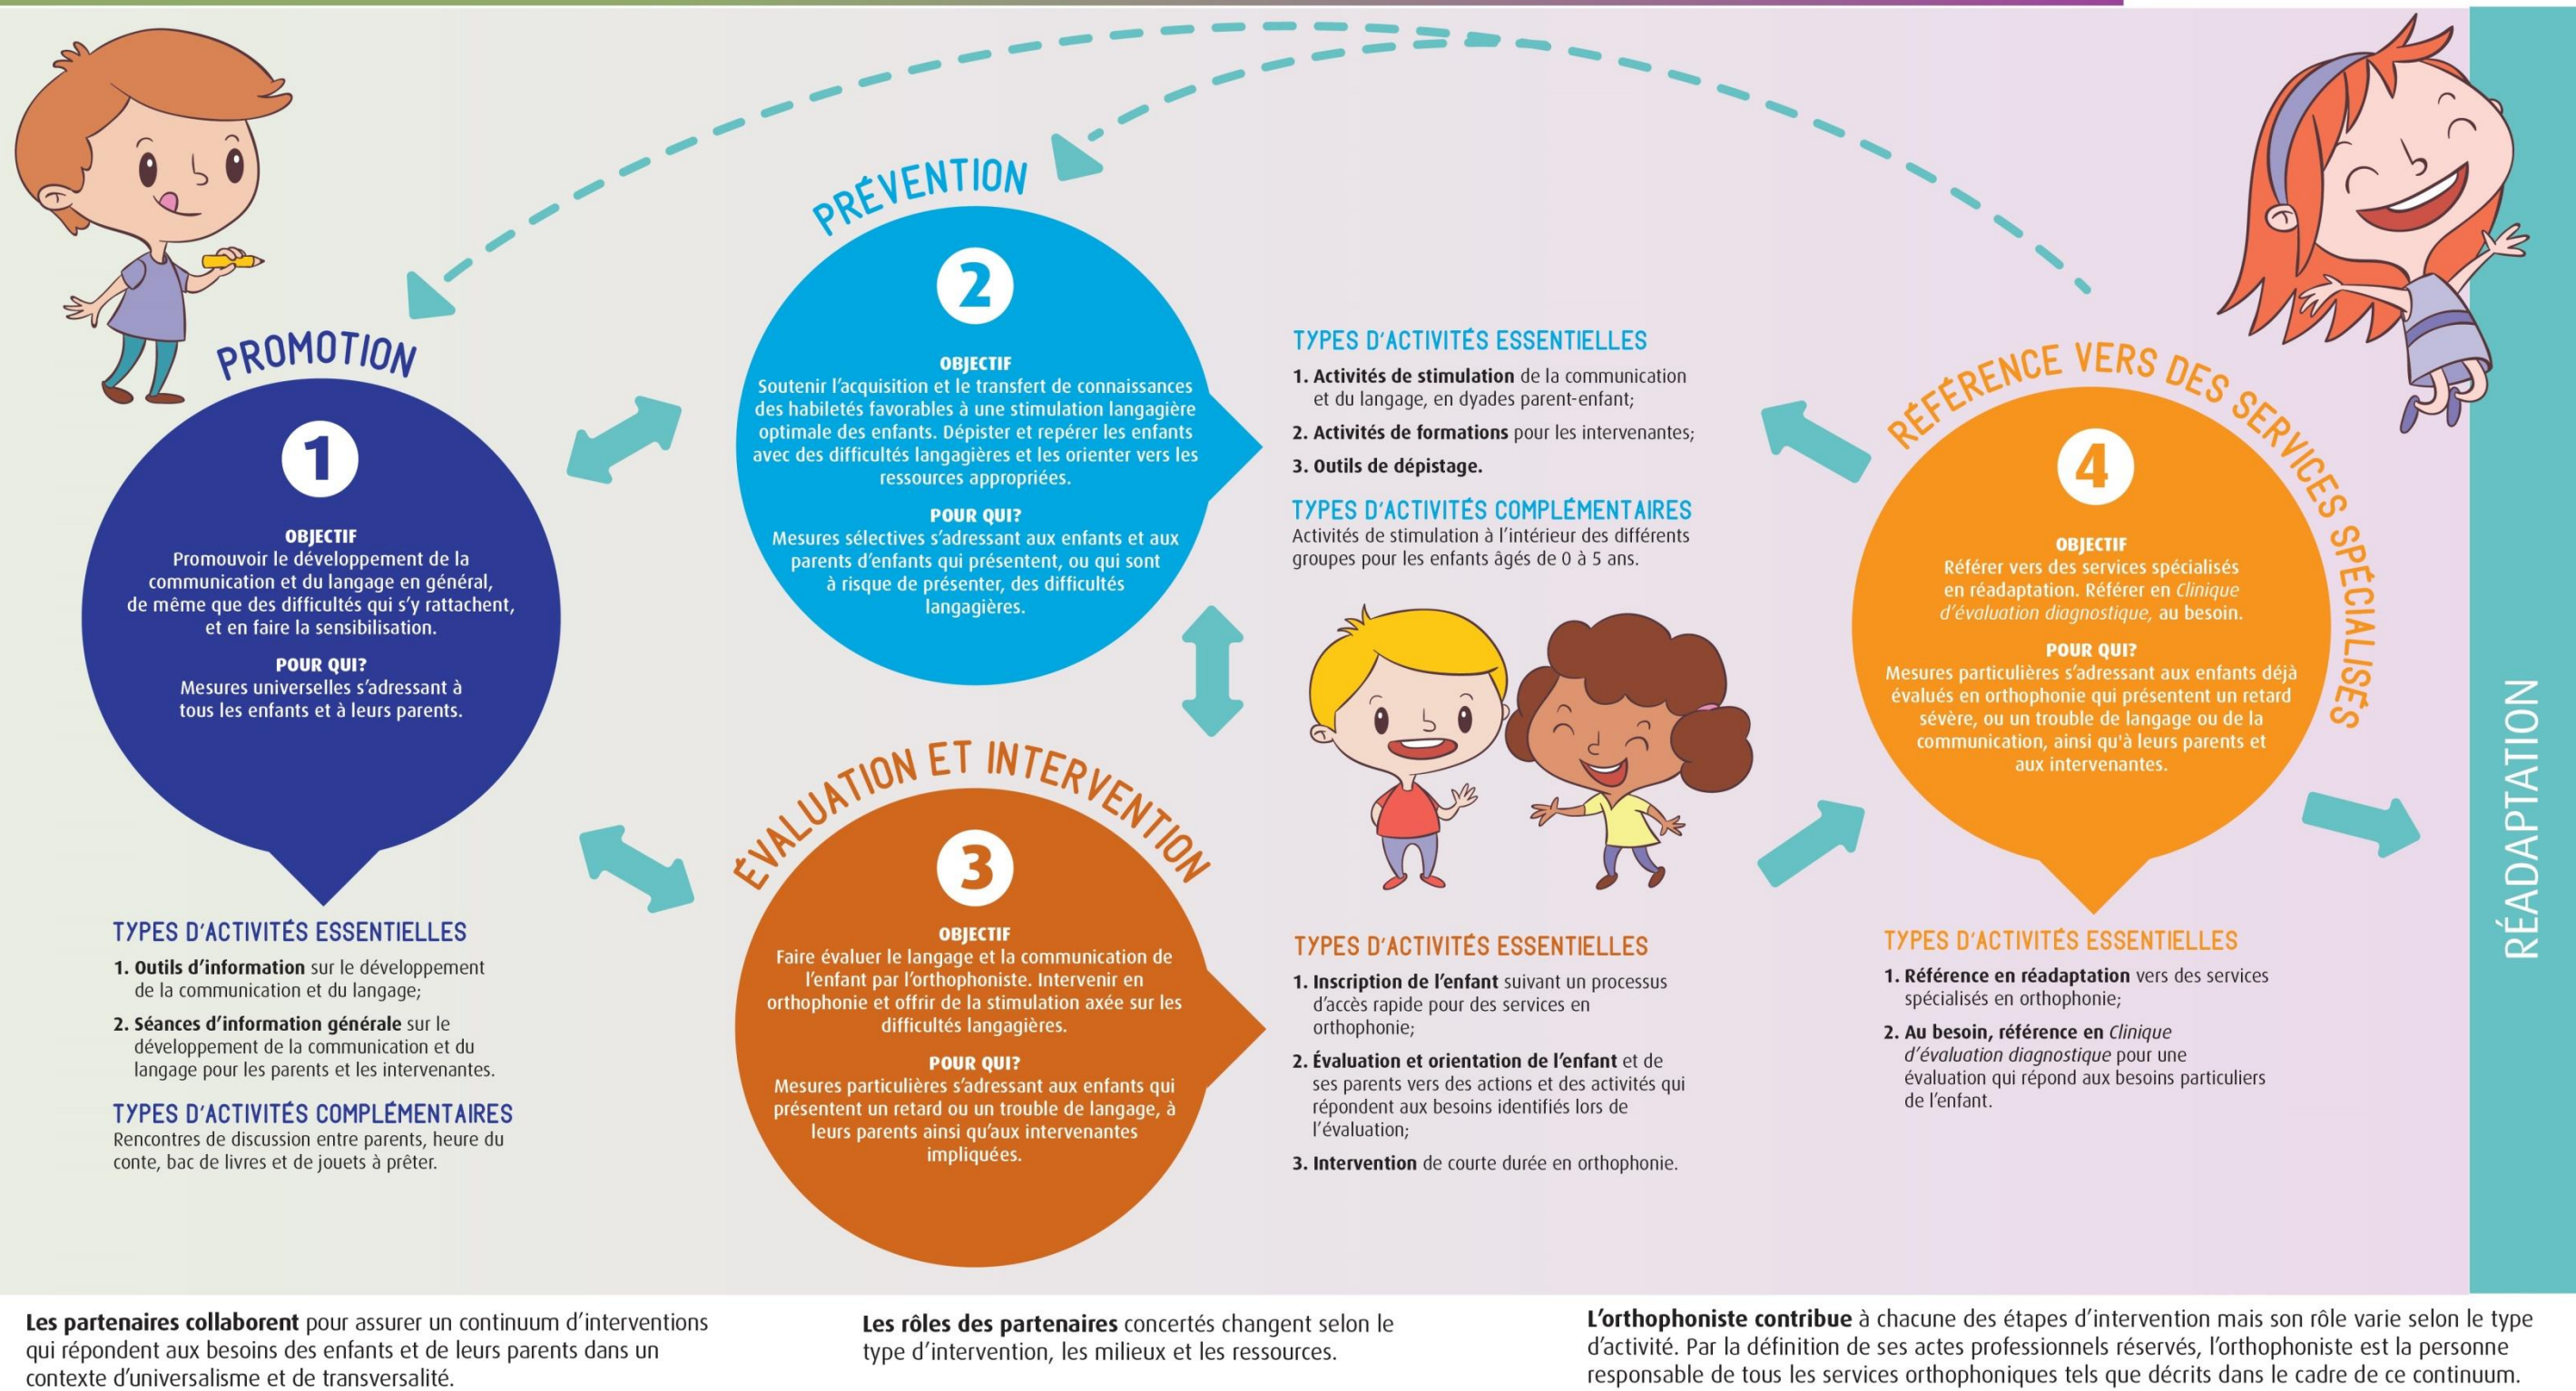 PROMOTION
1
OBJECTIF
Promouvoir le développement de la
communication et du langage en général,
de même que des difficultés qui s'y rattachent,
et en faire la sensibilisation.
POUR QUI?
Mesures universelles s'adressant à
tous les enfants et à leurs parents.
TYPES D'ACTIVITÉS ESSENTIELLES
1. Outils d'information sur le développement
de la communication et du langage;
2. Séances d'information générale sur le
développement de la communication et du
langage pour les parents et les intervenantes.
TYPES D'ACTIVITÉS COMPLÉMENTAIRES
Rencontres de discussion entre parents, heure du
conte, bac de livres et de jouets à prêter.
PRÉVENTION
2
OBJECTIF
Soutenir l'acquisition et le transfert de connaissances
des habiletés favorables à une stimulation langagière
optimale des enfants. Dépister et repérer les enfants
avec des difficultés langagières et les orienter vers les
ressources appropriées.
POUR QUI?
Mesures sélectives s'adressant aux enfants et aux
parents d'enfants qui présentent, ou qui sont
à risque de présenter, des difficultés
langagières.
TYPES D'ACTIVITÉS ESSENTIELLES
1. Activités de stimulation de la communication
et du langage, en dyades parent-enfant;
2. Activités de formations pour les intervenantes;
3. Outils de dépistage.
TYPES D'ACTIVITÉS COMPLÉMENTAIRES
Activités de stimulation à l'intérieur des différents
groupes pour les enfants âgés de 0 à 5 ans.
ÉVALUATION ET INTERVENTION
3
OBJECTIF
Faire évaluer le langage et la communication de
l'enfant par l'orthophoniste. Intervenir en
orthophonie et offrir de la stimulation axée sur les
difficultés langagières.
POUR QUI?
Mesures particulières s'adressant aux enfants qui
présentent un retard ou un trouble de langage, à
leurs parents ainsi qu'aux intervenantes
impliquées.
TYPES D'ACTIVITÉS ESSENTIELLES
1. Inscription de l'enfant suivant un processus
d'accès rapide pour des services en
orthophonie;
2. Évaluation et orientation de l'enfant et de
ses parents vers des actions et des activités qui
répondent aux besoins identifiés lors de
l'évaluation;
3. Intervention de courte durée en orthophonie.
RÉFÉRENCE VERS DES SERVICES SPÉCIALISÉS
4
OBJECTIF
Référer vers des services spécialisés
en réadaptation. Référer en Clinique
d'évaluation diagnostique, au besoin.
POUR QUI?
Mesures particulières s'adressant aux enfants déjà
évalués en orthophonie qui présentent un retard
sévère, ou un trouble de langage ou de la
communication, ainsi qu'à leurs parents et
aux intervenantes.
TYPES D'ACTIVITÉS ESSENTIELLES
1. Référence en réadaptation vers des services
spécialisés en orthophonie;
2. Au besoin, référence en Clinique
d'évaluation diagnostique pour une
évaluation qui répond aux besoins particuliers
de l'enfant.
RÉADAPTATION
Les partenaires collaborent pour assurer un continuum d'interventions
qui répondent aux besoins des enfants et de leurs parents dans un
contexte d'universalisme et de transversalité.
Les rôles des partenaires concertés changent selon le
type d'intervention, les milieux et les ressources.
L'orthophoniste contribue à chacune des étapes d'intervention mais son rôle varie selon le type
d'activité. Par la définition de ses actes professionnels réservés, l'orthophoniste est la personne
responsable de tous les services orthophoniques tels que décrits dans le cadre de ce continuum.